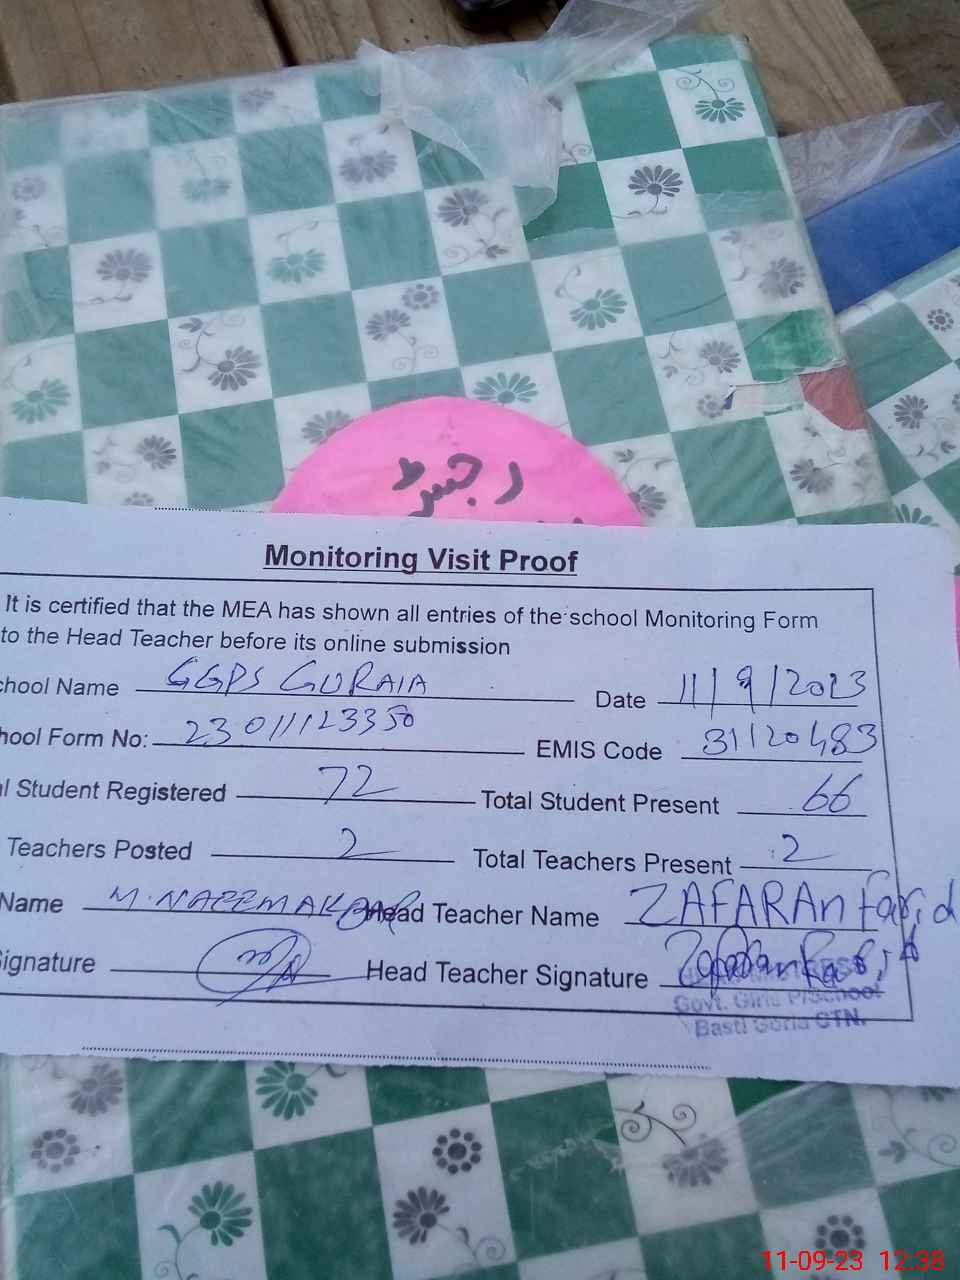 رجسٹر
Monitoring Visit Proof
It is certified that the MEA has shown all entries of the school Monitoring Form
to the Head Teacher before its online submission
chool Name GGPS GURAIA Date 11/9/2023
hool Form No: 23011123350 EMIS Code 31120483
l Student Registered 72 Total Student Present 66
Teachers Posted 2 Total Teachers Present 2
Name M. NAEEM AKBAR Head Teacher Name ZAFARAn farid
ignature Head Teacher Signature
Govt. Girls P/School
Basti Goria CTN.
11-09-23 12:38